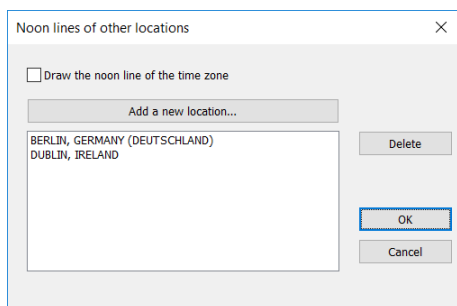 Noon lines of other locations
Draw the noon line of the time zone
Add a new location...
BERLIN, GERMANY (DEUTSCHLAND)
DUBLIN, IRELAND
Delete
OK
Cancel